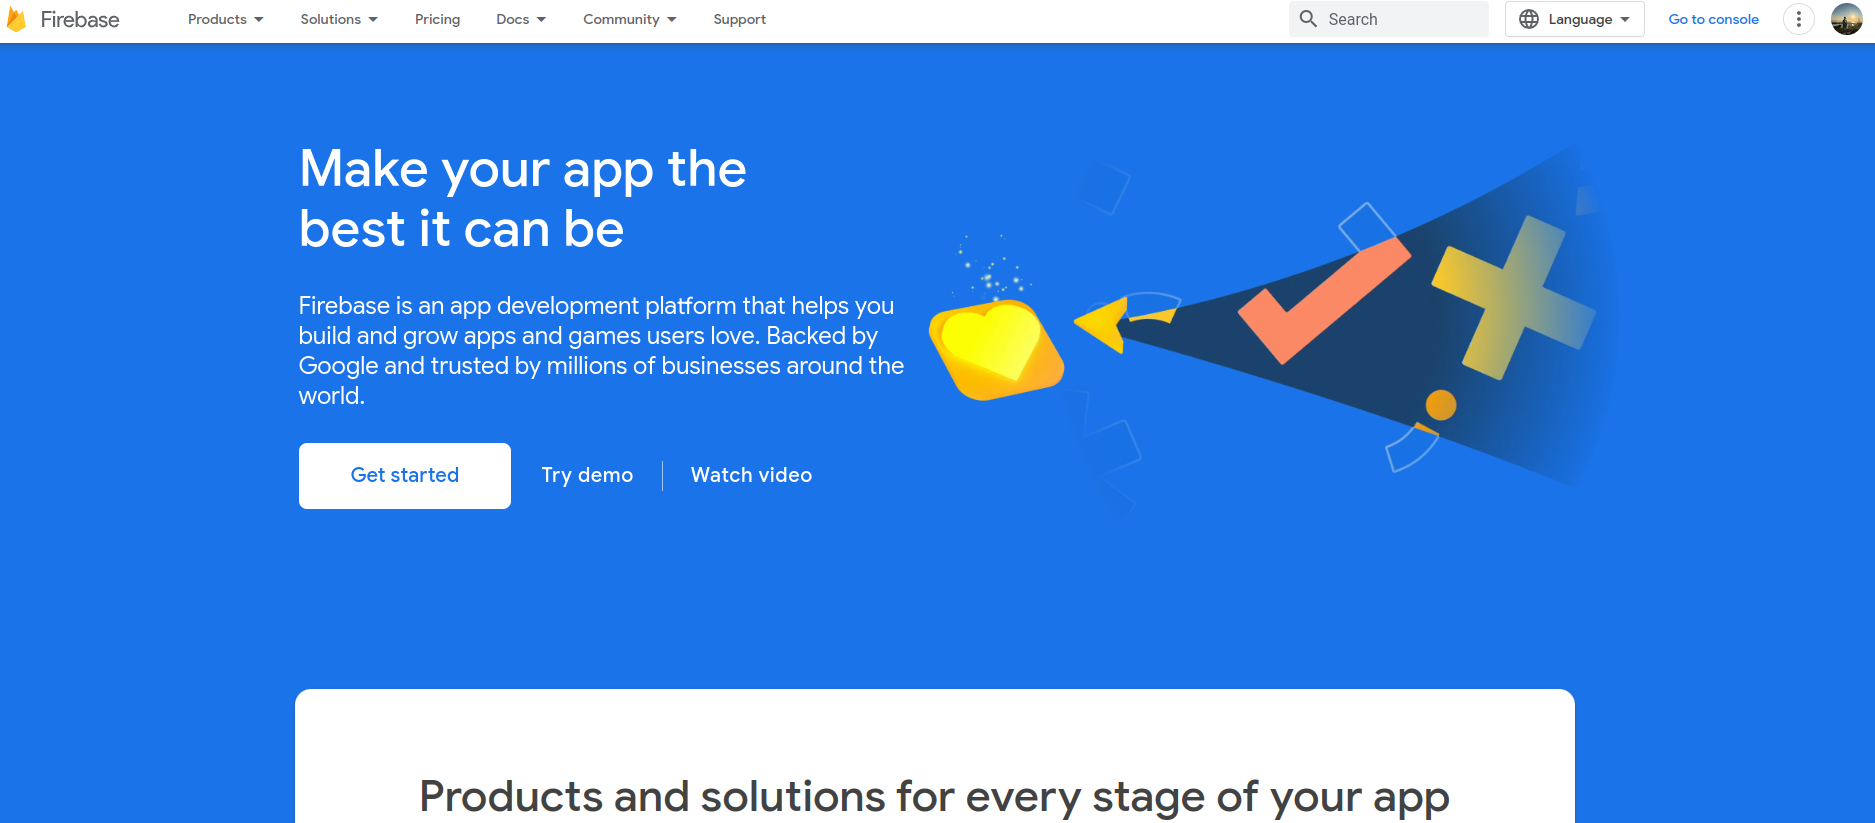 Firebase
Products
Solutions
Pricing
Docs
Community
Support
Search
Language
Go to console
Make your app the
best it can be
Firebase is an app development platform that helps you
build and grow apps and games users love. Backed by
Google and trusted by millions of businesses around the
world.
Get started
Try demo
Watch video
Products and solutions for every stage of your app